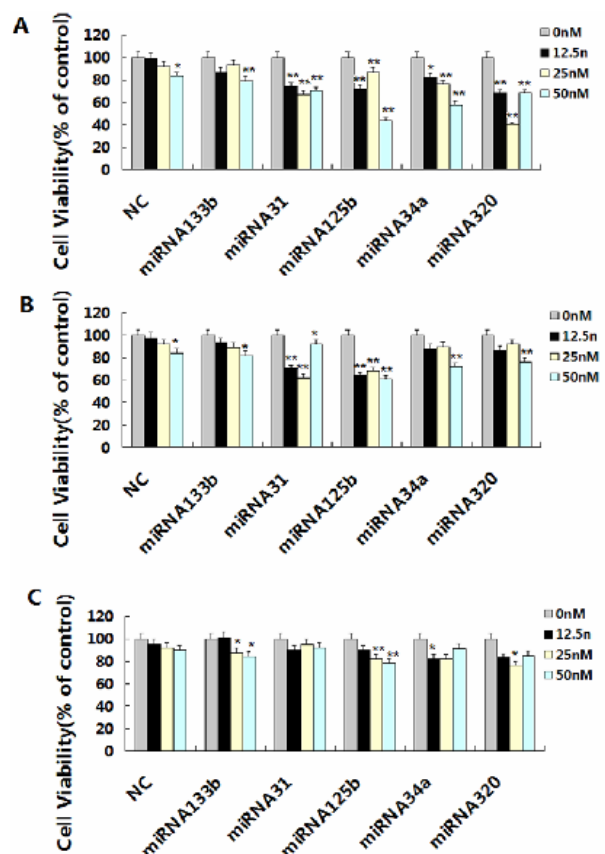 A
Cell Viability(% of control)
120
100
80
60
40
20
0
* ** ** ** ** ** ** ** * ** ** ** ** **
0nM
12.5n
25nM
50nM
NC
miRNA133b
miRNA31
miRNA125b
miRNA34a
miRNA320
B
Cell Viability(% of control)
120
100
80
60
40
20
0
* * ** ** * ** ** ** ** **
0nM
12.5n
25nM
50nM
NC
miRNA133b
miRNA31
miRNA125b
miRNA34a
miRNA320
C
Cell Viability(% of control)
120
100
80
60
40
20
0
* * ** ** * *
0nM
12.5n
25nM
50nM
NC
miRNA133b
miRNA31
miRNA125b
miRNA34a
miRNA320